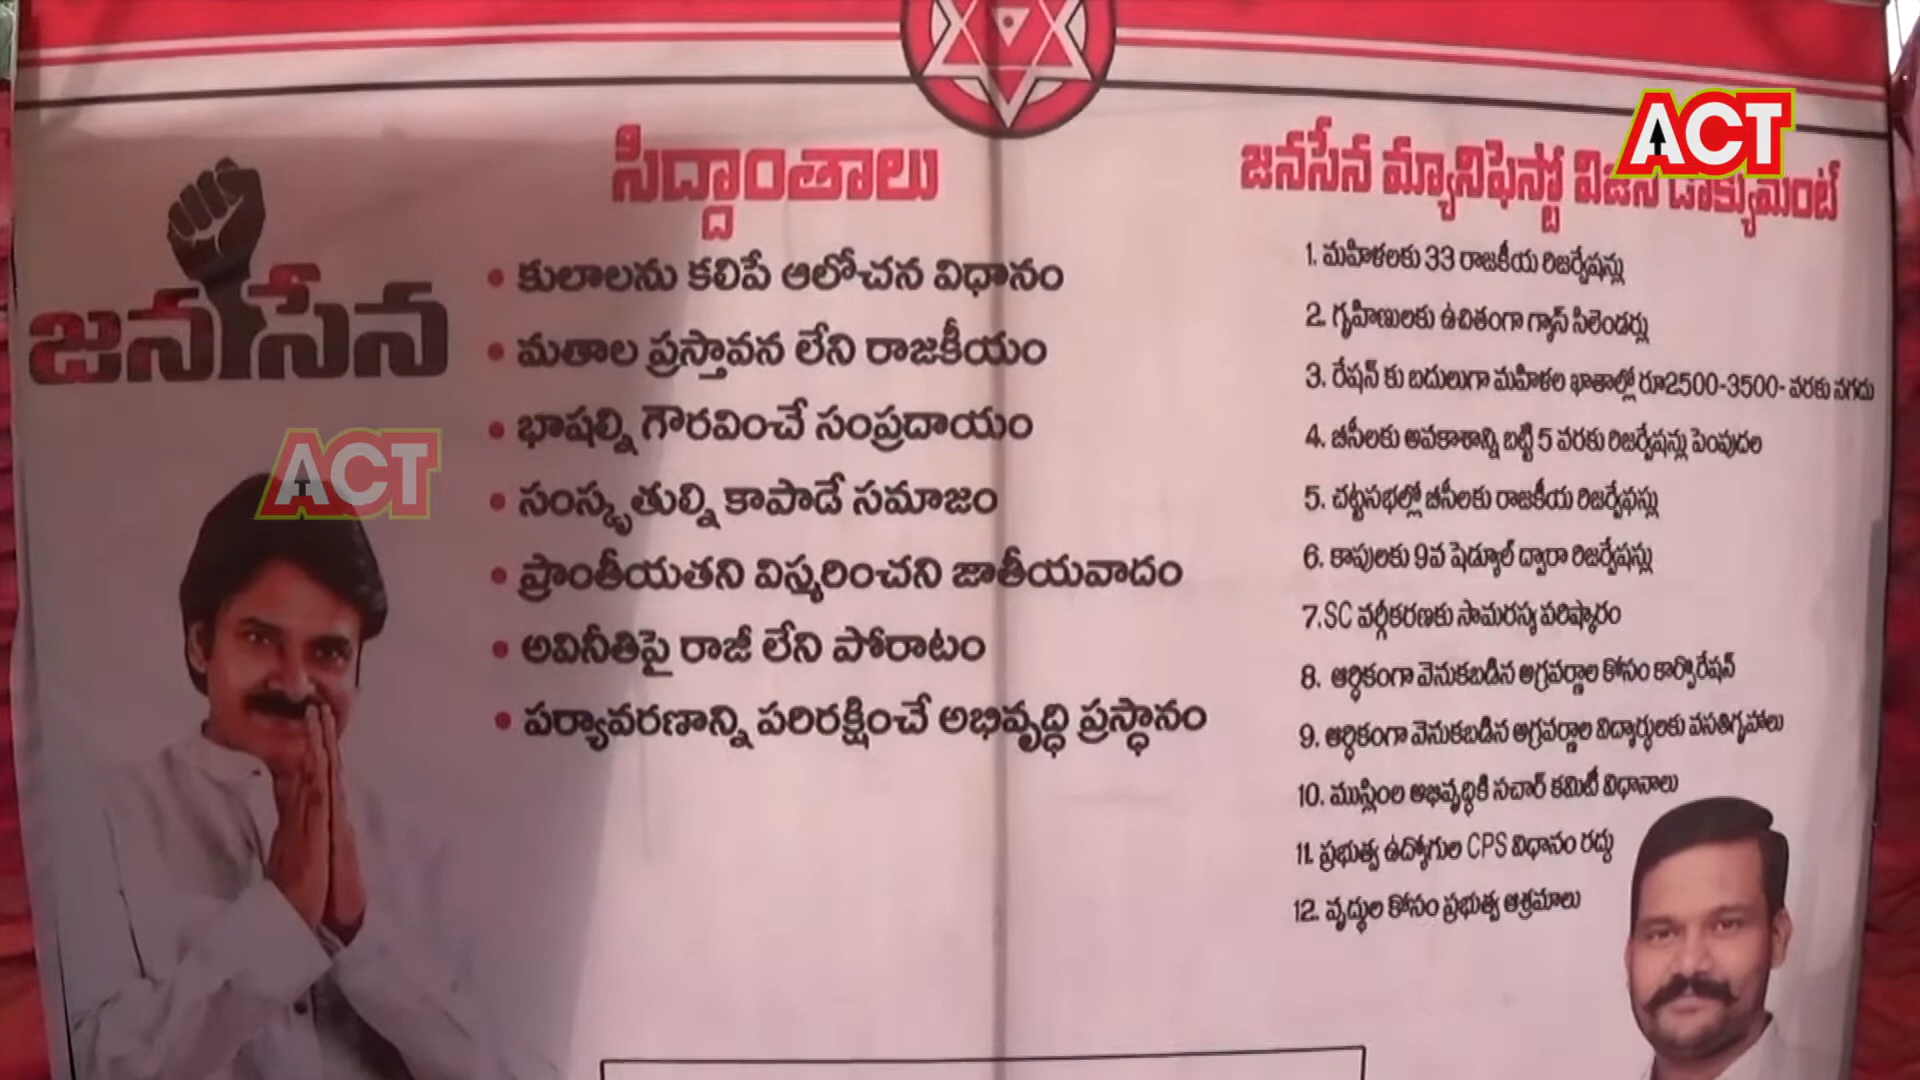 ACT
జనసేన
ACT
సిద్ధాంతాలు
• కులాలను కలిపే ఆలోచన విధానం
• మతాల ప్రస్తావన లేని రాజకీయం
• భాషల్ని గౌరవించే సంప్రదాయం
• సంస్కృతుల్ని కాపాడే సమాజం
• ప్రాంతీయతని విస్మరించని జాతీయవాదం
• అవినీతిపై రాజీ లేని పోరాటం
• పర్యావరణాన్ని పరిరక్షించే అభివృద్ధి ప్రస్థానం
జనసేన మ్యానిఫెస్టో విజన్ డాక్యుమెంట్
1. మహిళలకు 33 రాజకీయ రిజర్వేషన్లు
2. గృహిణులకు ఉచితంగా గ్యాస్ సిలెండర్లు
3. రేషన్ కు బదులుగా మహిళల ఖాతాల్లో రూ2500-3500- వరకు నగదు
4. బీసీలకు అవకాశాన్ని బట్టి 5 వరకు రిజర్వేషన్లు పెంపుదల
5. చట్టసభల్లో బీసీలకు రాజకీయ రిజర్వేషన్లు
6. కాపులకు 9వ షెడ్యూల్ ద్వారా రిజర్వేషన్లు
7. SC వర్గీకరణకు సామరస్య పరిష్కారం
8. ఆర్థికంగా వెనుకబడిన అగ్రవర్ణాల కోసం కార్పొరేషన్
9. ఆర్థికంగా వెనుకబడిన అగ్రవర్ణాల విద్యార్థులకు వసతిగృహాలు
10. ముస్లింల అభివృద్ధికి సచార్ కమిటీ విధానాలు
11. ప్రభుత్వ ఉద్యోగుల CPS విధానం రద్దు
12. వృద్ధుల కోసం ప్రభుత్వ ఆశ్రమాలు